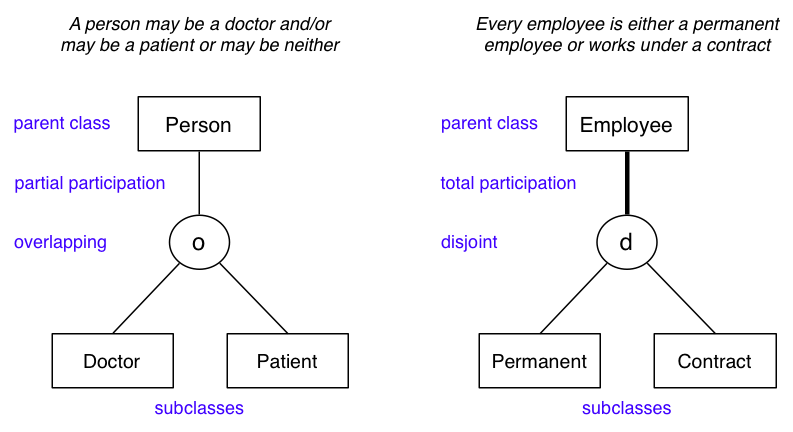 A person may be a doctor and/or
may be a patient or may be neither
parent class
Person
partial participation
overlapping
o
Doctor
Patient
subclasses
Every employee is either a permanent
employee or works under a contract
parent class
Employee
total participation
disjoint
d
Permanent
Contract
subclasses